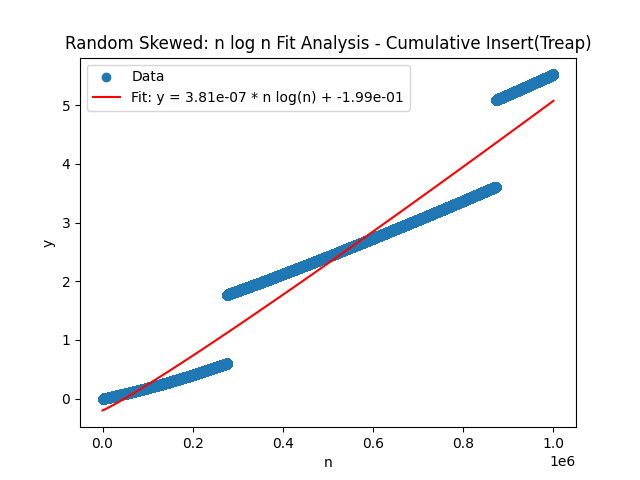 Random Skewed: n log n Fit Analysis - Cumulative Insert(Treap)
Data
Fit: y = 3.81e-07 * n log(n) + -1.99e-01
5
4
3
2
1
0
y
0.0
0.2
0.4
0.6
0.8
1.0
1e6
n